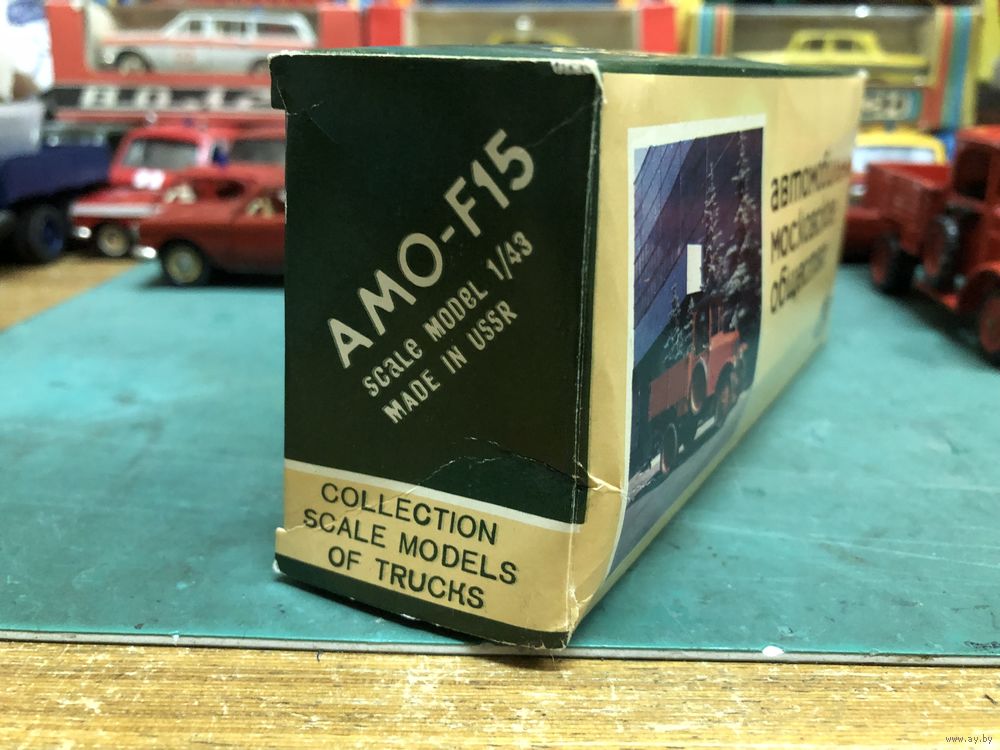 AMO-F15
scale MODEL 1/43
MADE IN USSR
COLLECTION
SCALE MODELS
OF TRUCKS
московское
общество
www.ay.by